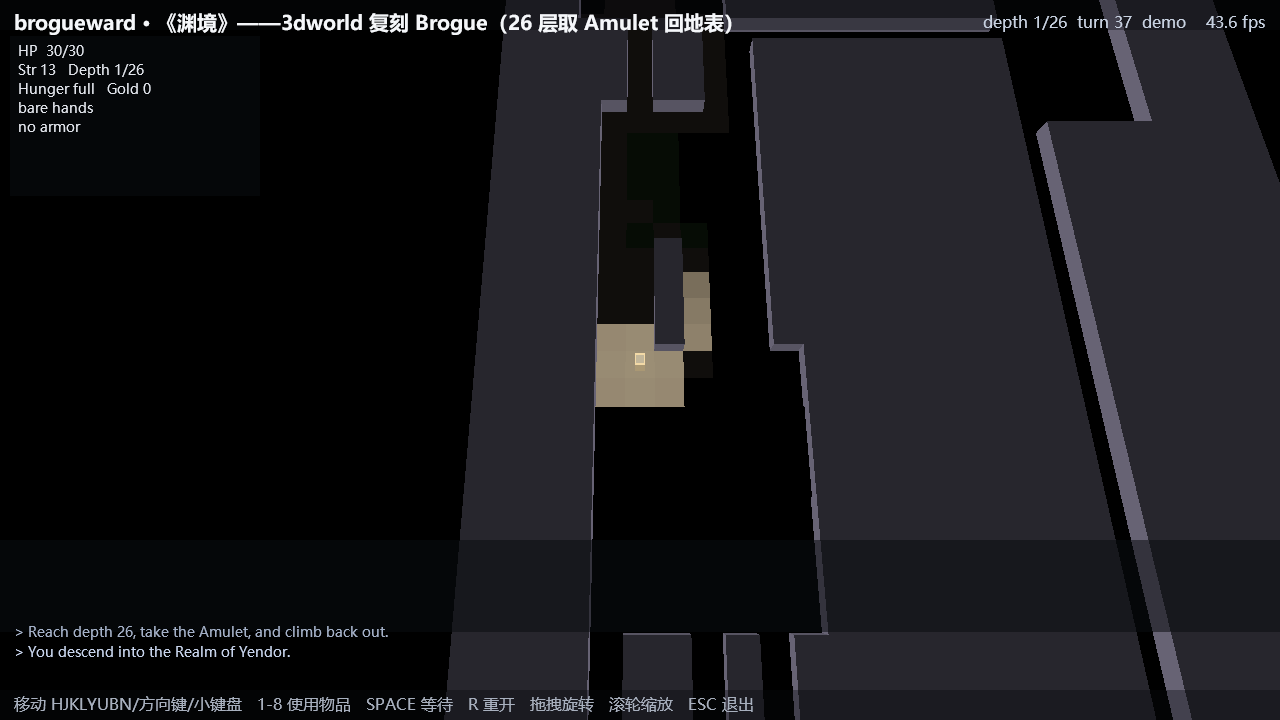 brogueward •《渊境》——3dworld 复刻 Brogue（26 层取 Amulet 回地表）
depth 1/26  turn 37  demo  43.6 fps
HP  30/30
Str 13  Depth 1/26
Hunger full  Gold 0
bare hands
no armor
> Reach depth 26, take the Amulet, and climb back out.
> You descend into the Realm of Yendor.
移动 HJKLYUBN/方向键/小键盘  1-8 使用物品  SPACE 等待  R 重开  拖拽旋转  滚轮缩放  ESC 退出